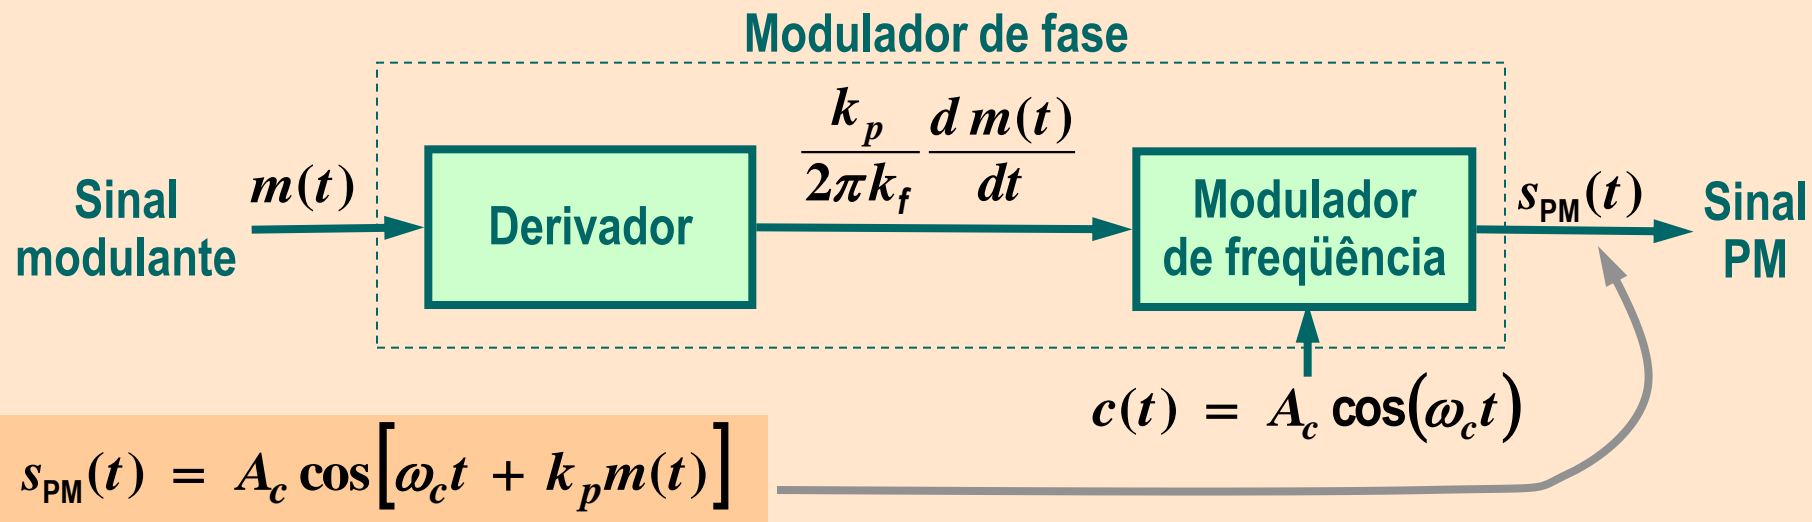 Modulador de fase
Sinal modulante
m(t)
Derivador
k_p/2πk_f d m(t)/dt
Modulador de freqüência
s_PM(t)
Sinal PM
c(t) = A_c cos(ω_c t)
s_PM(t) = A_c cos[ω_c t + k_p m(t)]